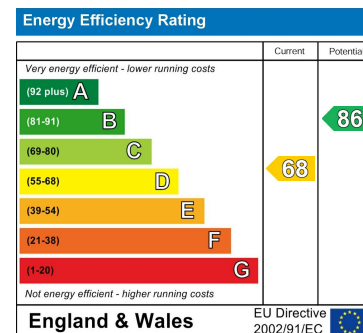 Energy Efficiency Rating
Current Potential
Very energy efficient - lower running costs
(92 plus) A
(81-91) B
86
(69-80) C
(55-68) D
68
(39-54) E
(21-38) F
(1-20) G
Not energy efficient - higher running costs
England & Wales
EU Directive
2002/91/EC